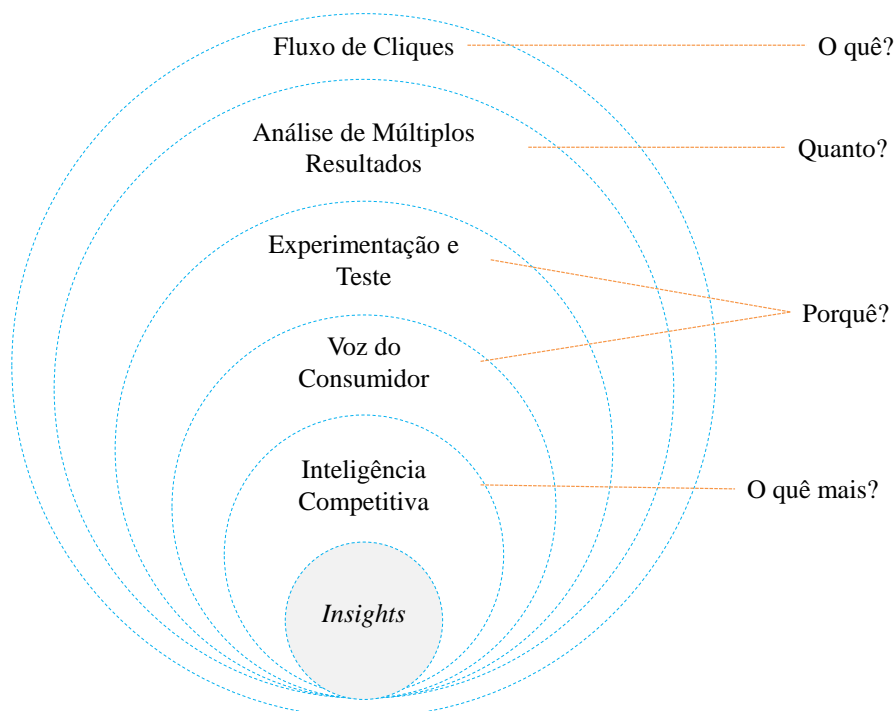 Fluxo de Cliques
O quê?
Análise de Múltiplos
Resultados
Quanto?
Experimentação e
Teste
Porquê?
Voz do
Consumidor
Inteligência
Competitiva
O quê mais?
Insights